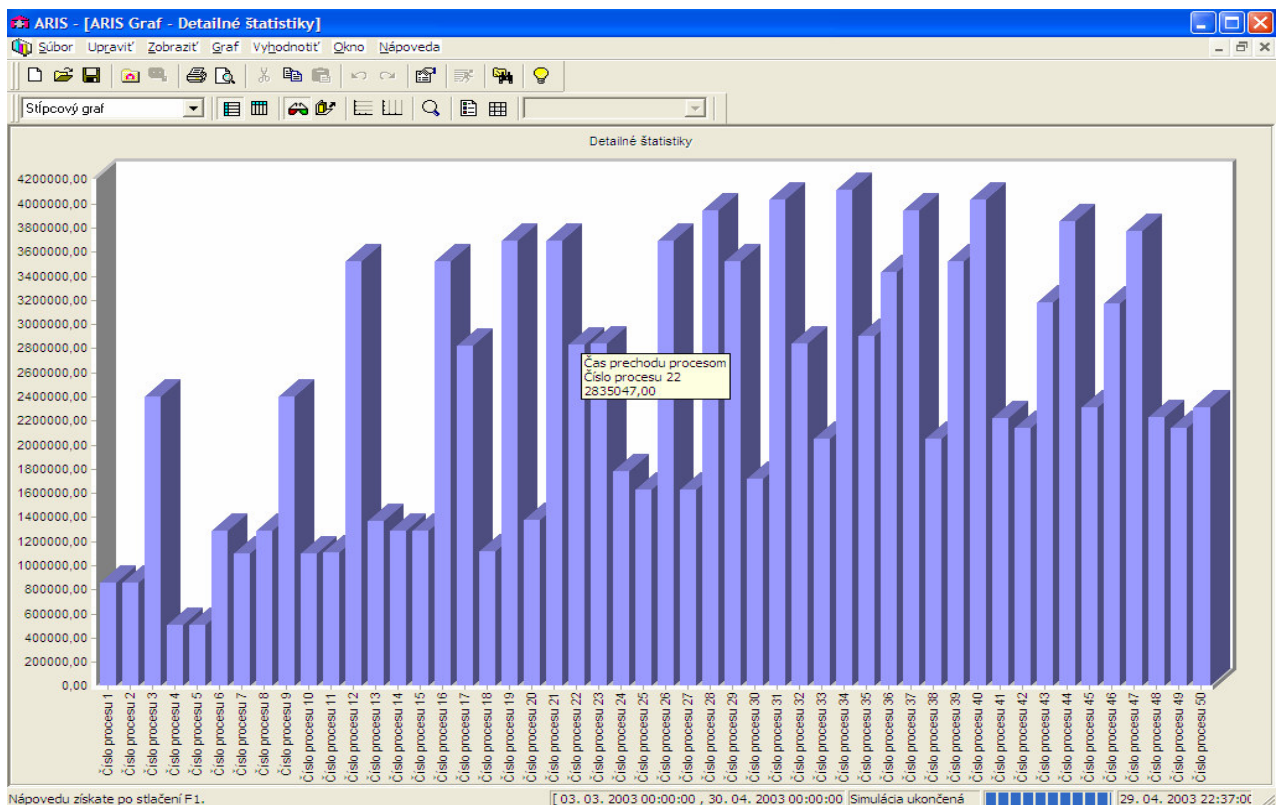 ARIS - [ARIS Graf - Detailné štatistiky]
Súbor Upraviť Zobraziť Graf Vyhodnotiť Okno Nápoveda
Stĺpcový graf
Detailné štatistiky
4200000,00
4000000,00
3800000,00
3600000,00
3400000,00
3200000,00
3000000,00
2800000,00
2600000,00
2400000,00
2200000,00
2000000,00
1800000,00
1600000,00
1400000,00
1200000,00
1000000,00
800000,00
600000,00
400000,00
200000,00
0,00
Čas prechodu procesom
Číslo procesu 22
2835047,00
Číslo procesu 1
Číslo procesu 2
Číslo procesu 3
Číslo procesu 4
Číslo procesu 5
Číslo procesu 6
Číslo procesu 7
Číslo procesu 8
Číslo procesu 9
Číslo procesu 10
Číslo procesu 11
Číslo procesu 12
Číslo procesu 13
Číslo procesu 14
Číslo procesu 15
Číslo procesu 16
Číslo procesu 17
Číslo procesu 18
Číslo procesu 19
Číslo procesu 20
Číslo procesu 21
Číslo procesu 22
Číslo procesu 23
Číslo procesu 24
Číslo procesu 25
Číslo procesu 26
Číslo procesu 27
Číslo procesu 28
Číslo procesu 29
Číslo procesu 30
Číslo procesu 31
Číslo procesu 32
Číslo procesu 33
Číslo procesu 34
Číslo procesu 35
Číslo procesu 36
Číslo procesu 37
Číslo procesu 38
Číslo procesu 39
Číslo procesu 40
Číslo procesu 41
Číslo procesu 42
Číslo procesu 43
Číslo procesu 44
Číslo procesu 45
Číslo procesu 46
Číslo procesu 47
Číslo procesu 48
Číslo procesu 49
Číslo procesu 50
Nápovedu získate po stlačení F1.
[ 03. 03. 2003 00:00:00 , 30. 04. 2003 00:00:00 Simulácia ukončená 29. 04. 2003 22:37:00